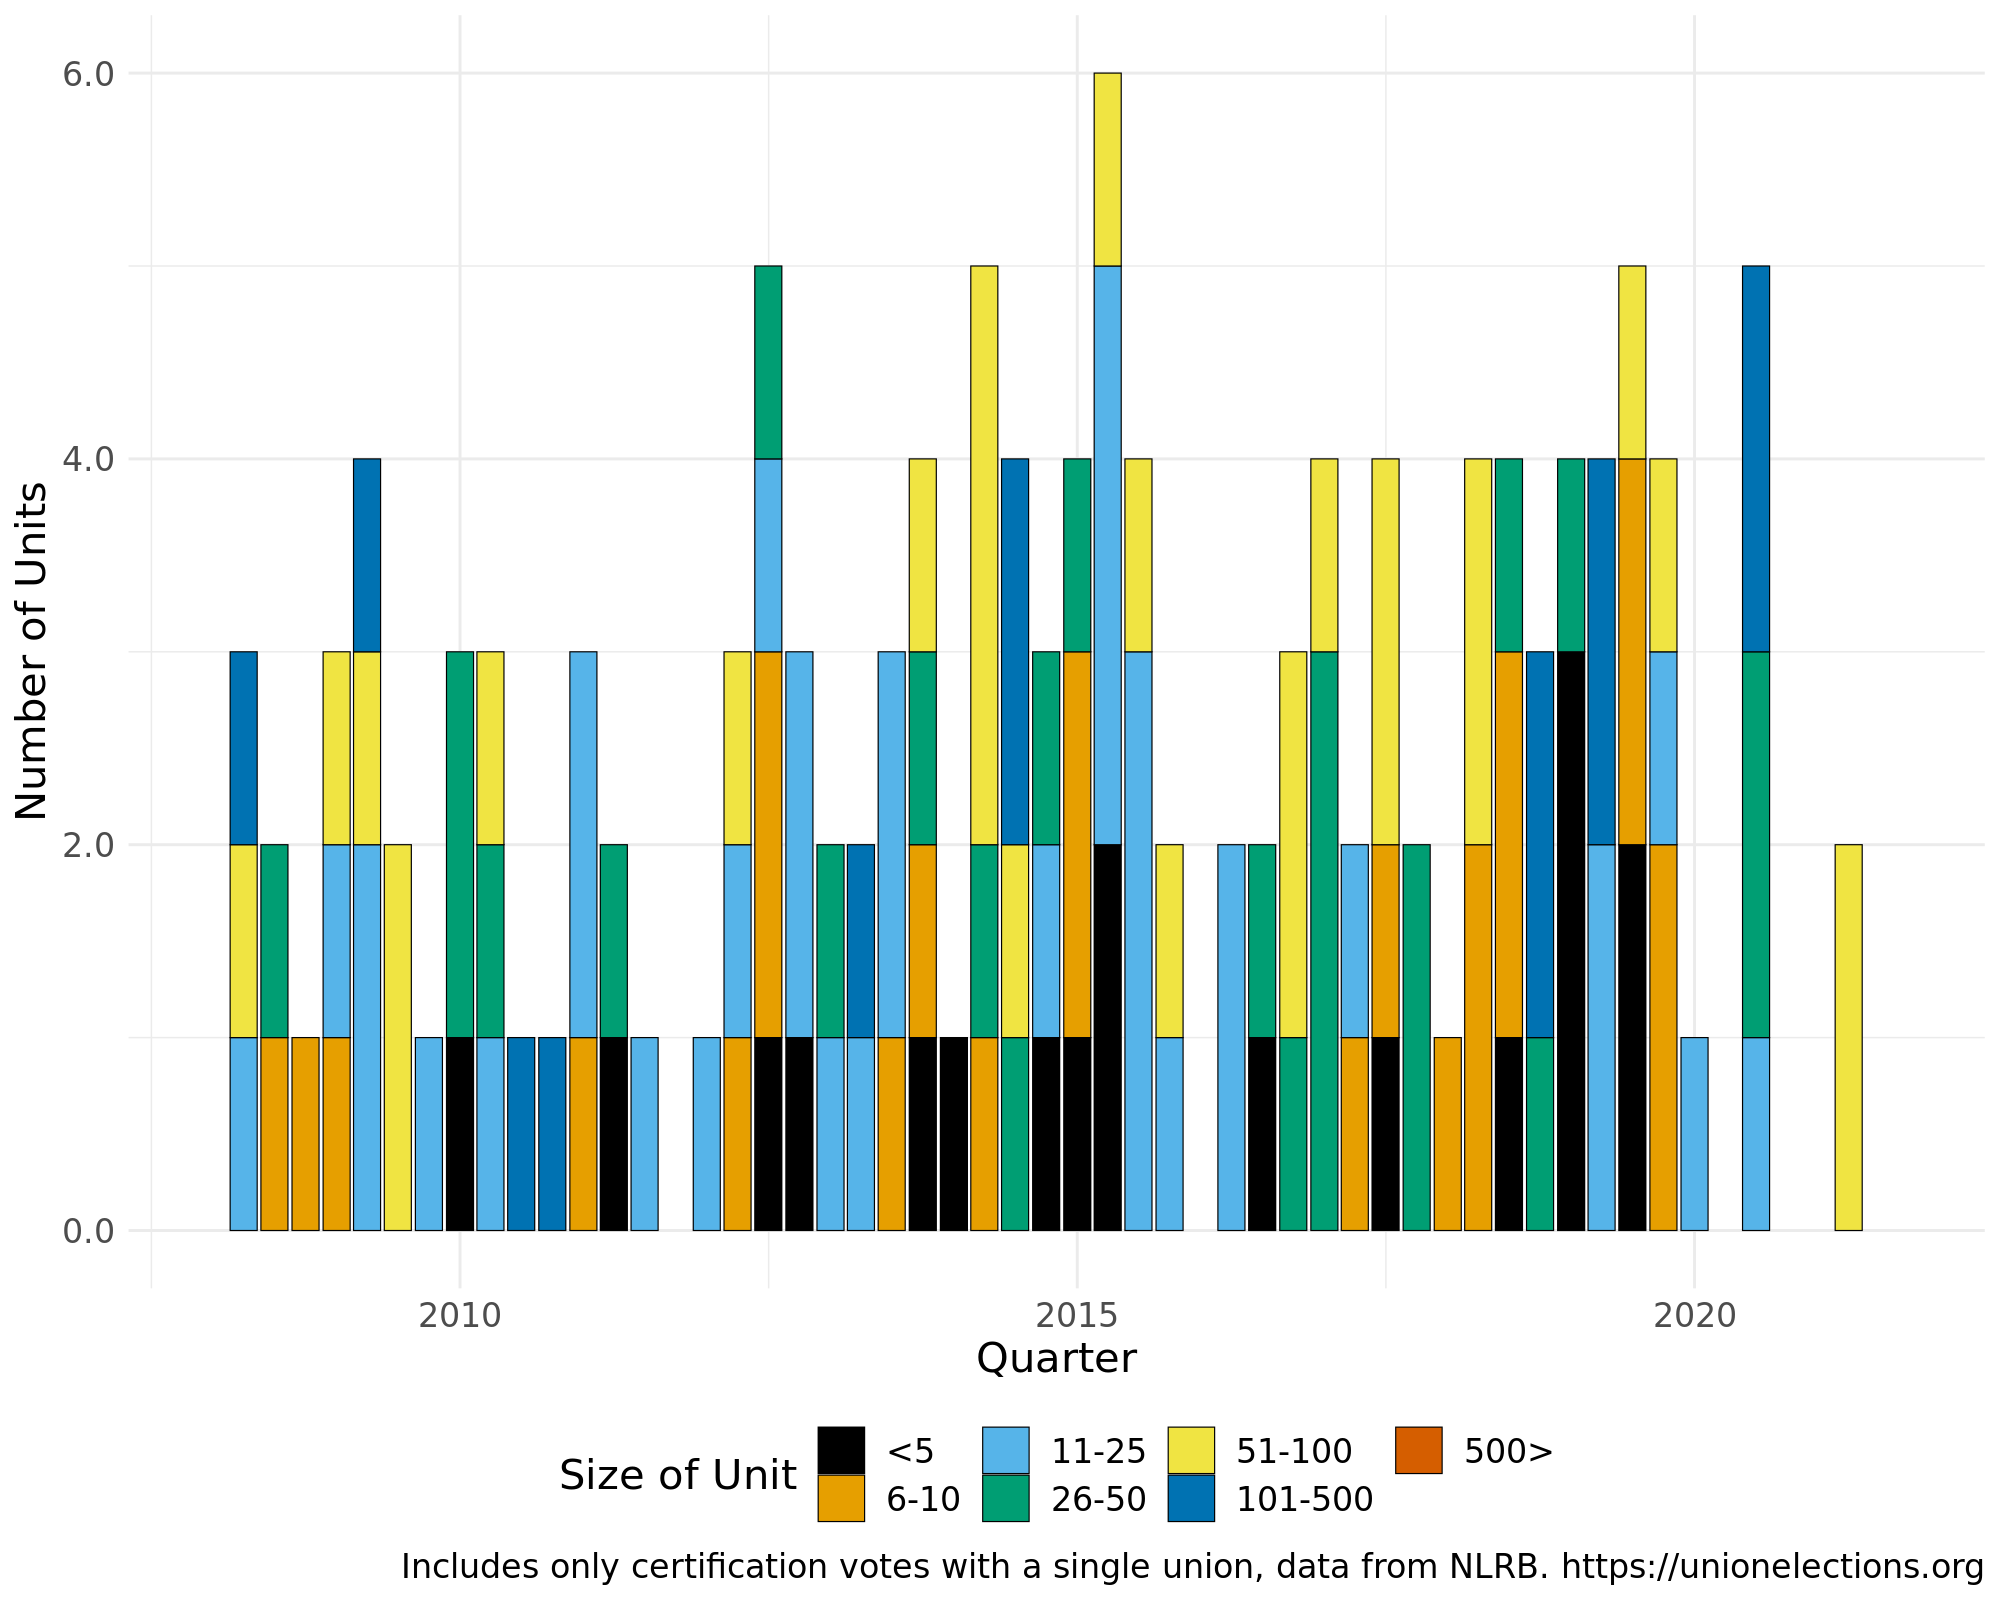 6.0
4.0
2.0
0.0
Number of Units
2010 2015 2020
Quarter
Size of Unit
<5 11-25 51-100 500>
6-10 26-50 101-500
Includes only certification votes with a single union, data from NLRB. https://unionelections.org